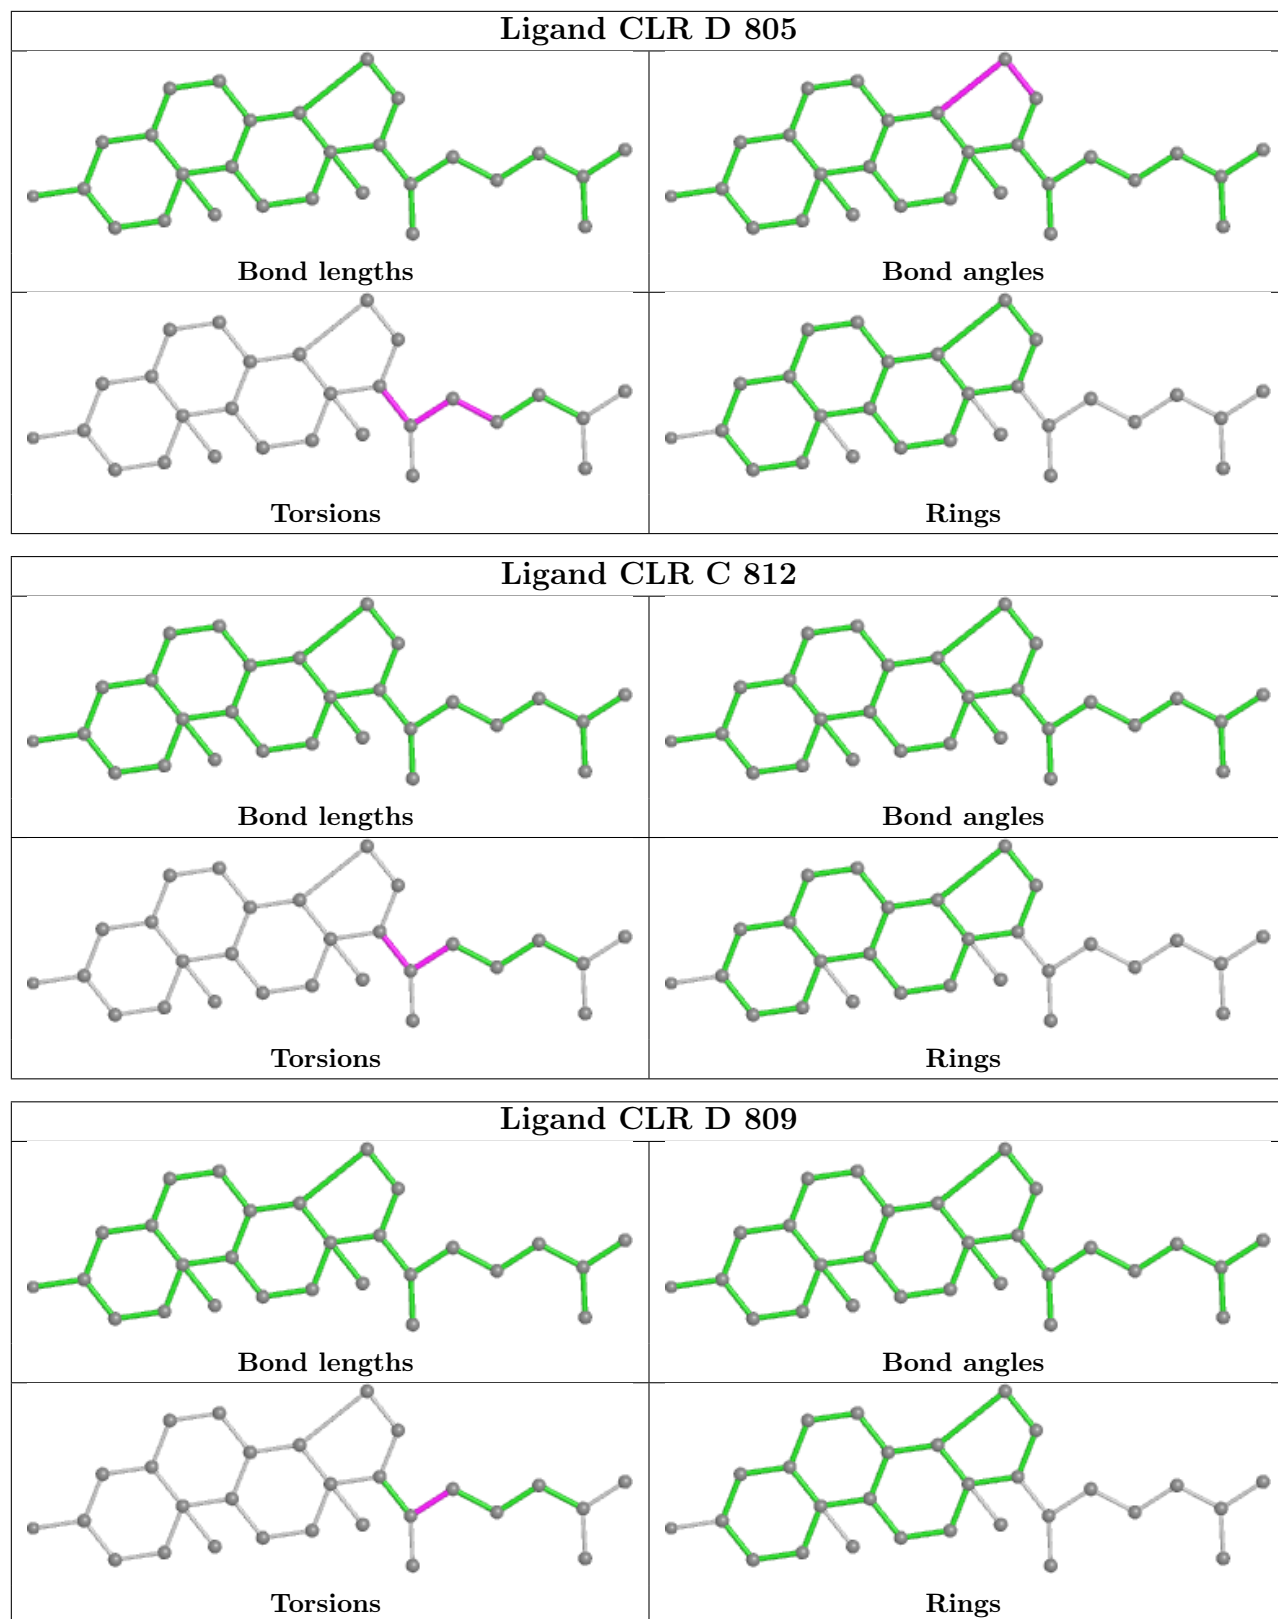 Ligand CLR D 805
Bond lengths
Bond angles
Torsions
Rings
Ligand CLR C 812
Bond lengths
Bond angles
Torsions
Rings
Ligand CLR D 809
Bond lengths
Bond angles
Torsions
Rings